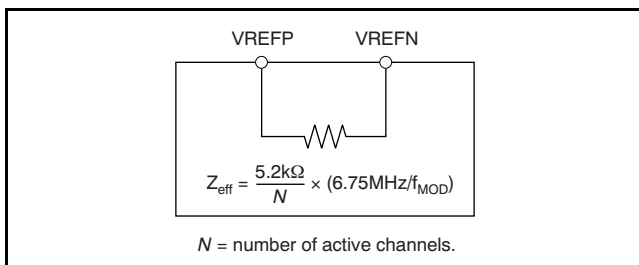 VREFP VREFN
Z_eff = 5.2kΩ/N × (6.75MHz/f_MOD)
N = number of active channels.